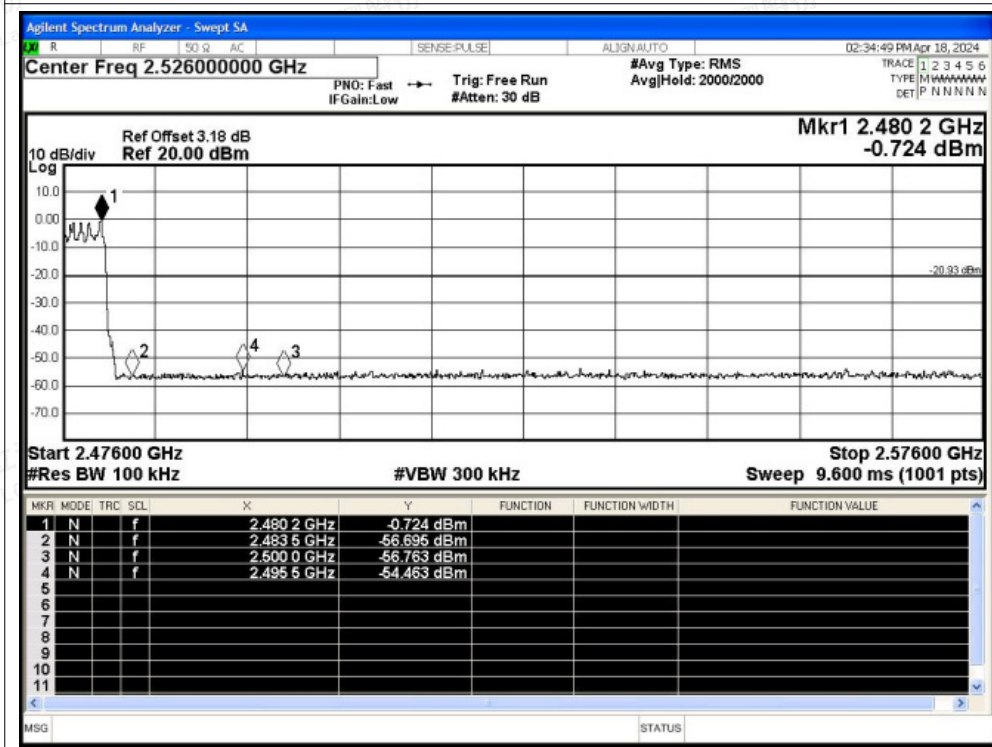 Agilent Spectrum Analyzer - Swept SA
LXI R RF 50 Ω AC SENSE:PULSE ALIGN AUTO 02:34:49 PM Apr 18, 2024
Center Freq 2.526000000 GHz
PNO: Fast
IFGain:Low
Trig: Free Run
#Atten: 30 dB
#Avg Type: RMS
Avg|Hold: 2000/2000
TRACE 1 2 3 4 5 6
TYPE M WWWWW
DET P N N N N N
Mkr1 2.480 2 GHz
-0.724 dBm
Ref Offset 3.18 dB
10 dB/div Ref 20.00 dBm
Log
10.0
0.00
-10.0
-20.0
-30.0
-40.0
-50.0
-60.0
-70.0
1
2
4
3
-20.93 dBm
Start 2.47600 GHz Stop 2.57600 GHz
#Res BW 100 kHz #VBW 300 kHz Sweep 9.600 ms (1001 pts)
MKR MODE TRC SCL X Y FUNCTION FUNCTION WIDTH FUNCTION VALUE
1 N f 2.480 2 GHz -0.724 dBm
2 N f 2.483 5 GHz -56.695 dBm
3 N f 2.500 0 GHz -56.763 dBm
4 N f 2.495 5 GHz -54.463 dBm
5
6
7
8
9
10
11
MSG STATUS